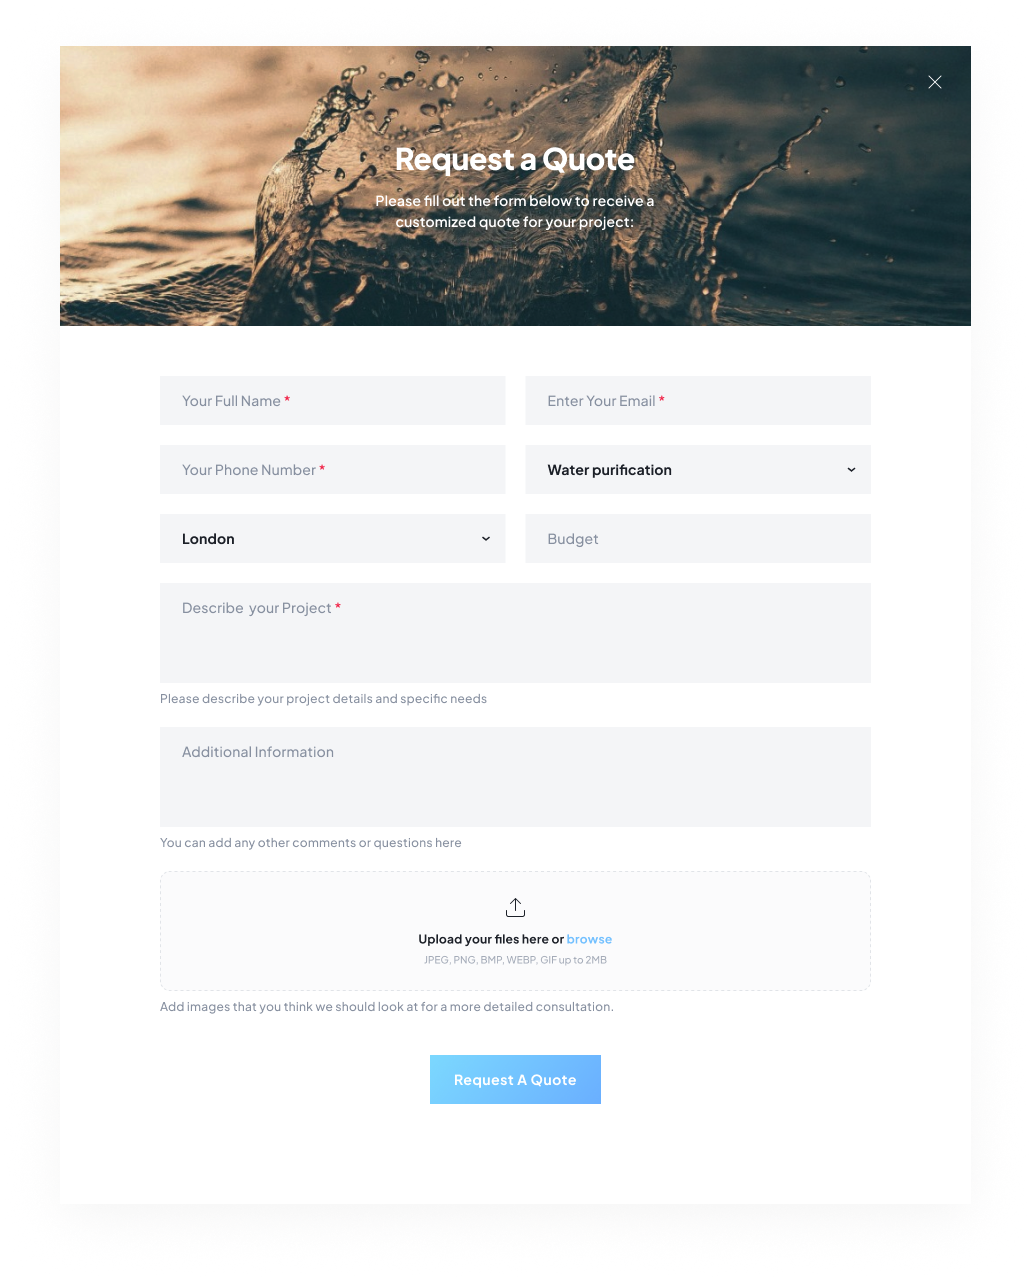 Request a Quote
Please fill out the form below to receive a
customized quote for your project:
Your Full Name *
Enter Your Email *
Your Phone Number *
Water purification
London
Budget
Describe  your Project *
Please describe your project details and specific needs
Additional Information
You can add any other comments or questions here
Upload your files here or browse
JPEG, PNG, BMP, WEBP, GIF up to 2MB
Add images that you think we should look at for a more detailed consultation.
Request A Quote